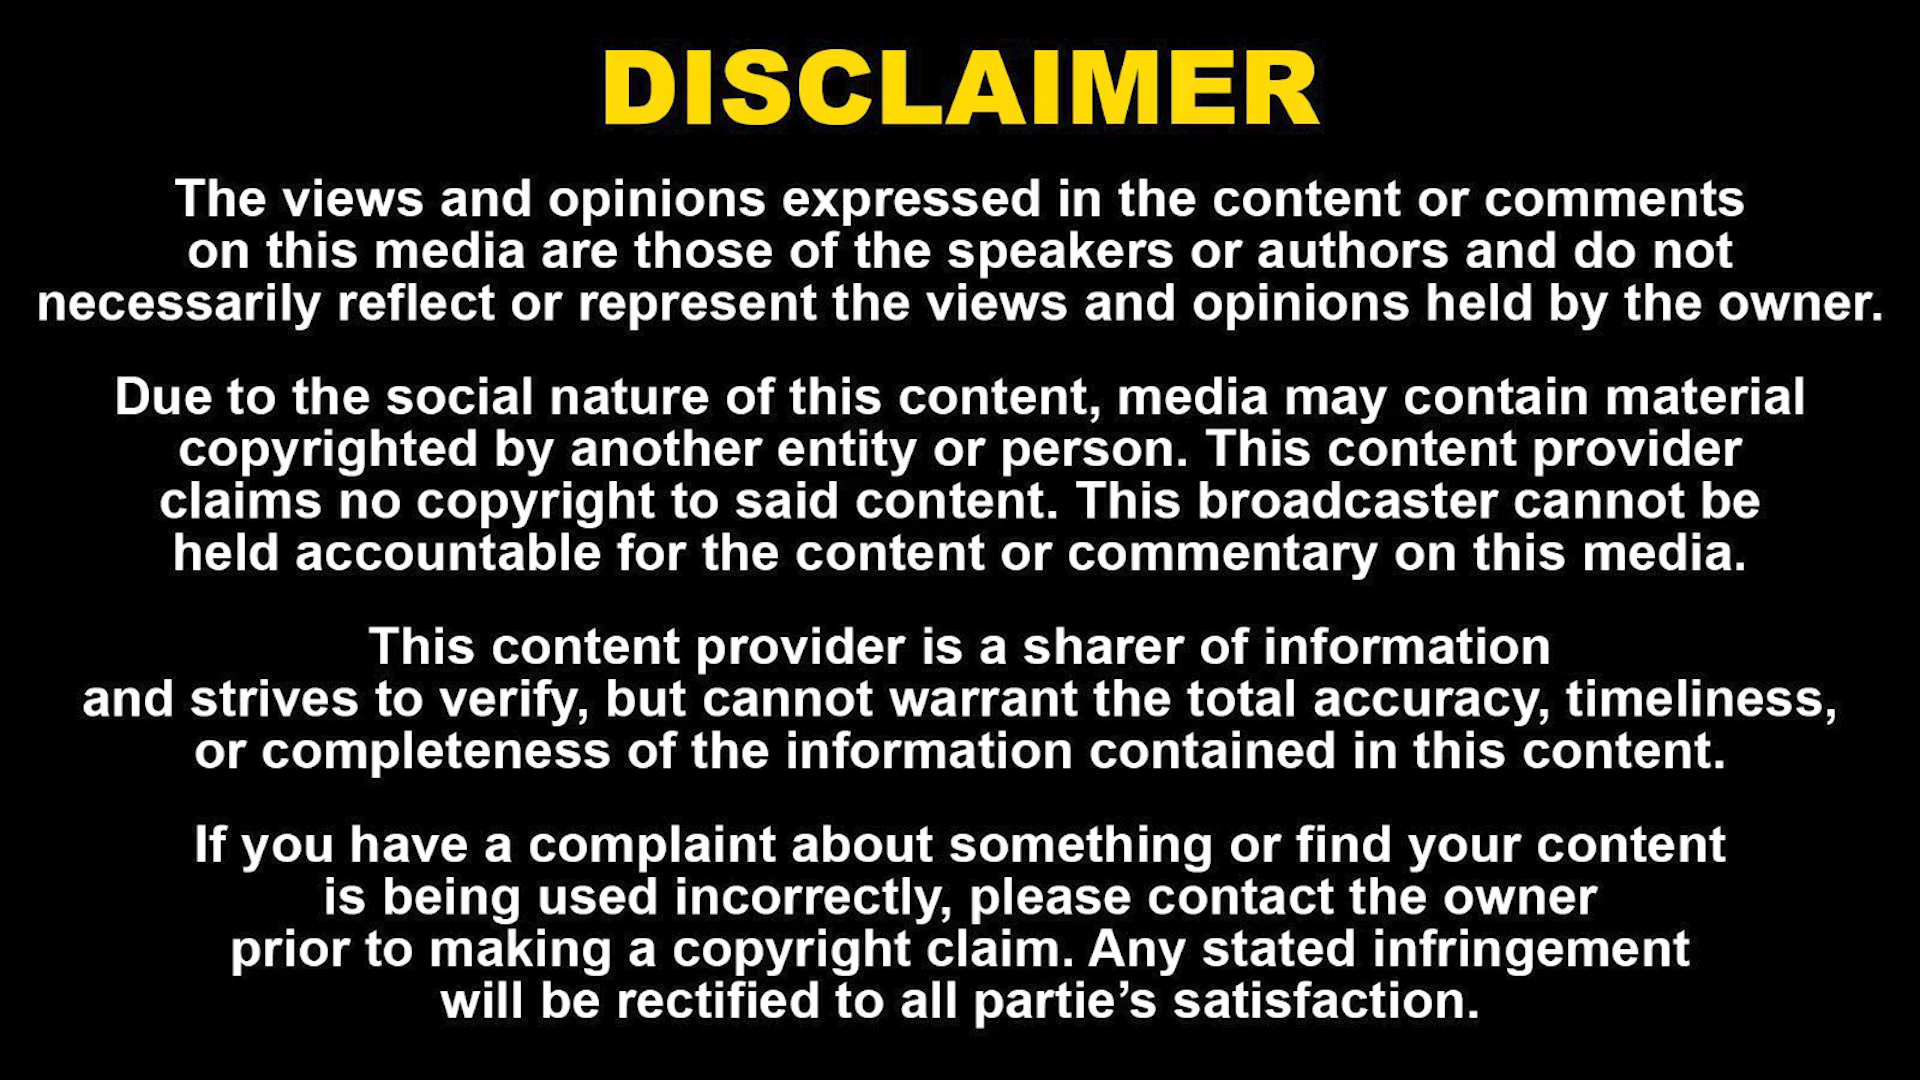 DISCLAIMER
The views and opinions expressed in the content or comments
on this media are those of the speakers or authors and do not
necessarily reflect or represent the views and opinions held by the owner.
Due to the social nature of this content, media may contain material
copyrighted by another entity or person. This content provider
claims no copyright to said content. This broadcaster cannot be
held accountable for the content or commentary on this media.
This content provider is a sharer of information
and strives to verify, but cannot warrant the total accuracy, timeliness,
or completeness of the information contained in this content.
If you have a complaint about something or find your content
is being used incorrectly, please contact the owner
prior to making a copyright claim. Any stated infringement
will be rectified to all partie’s satisfaction.